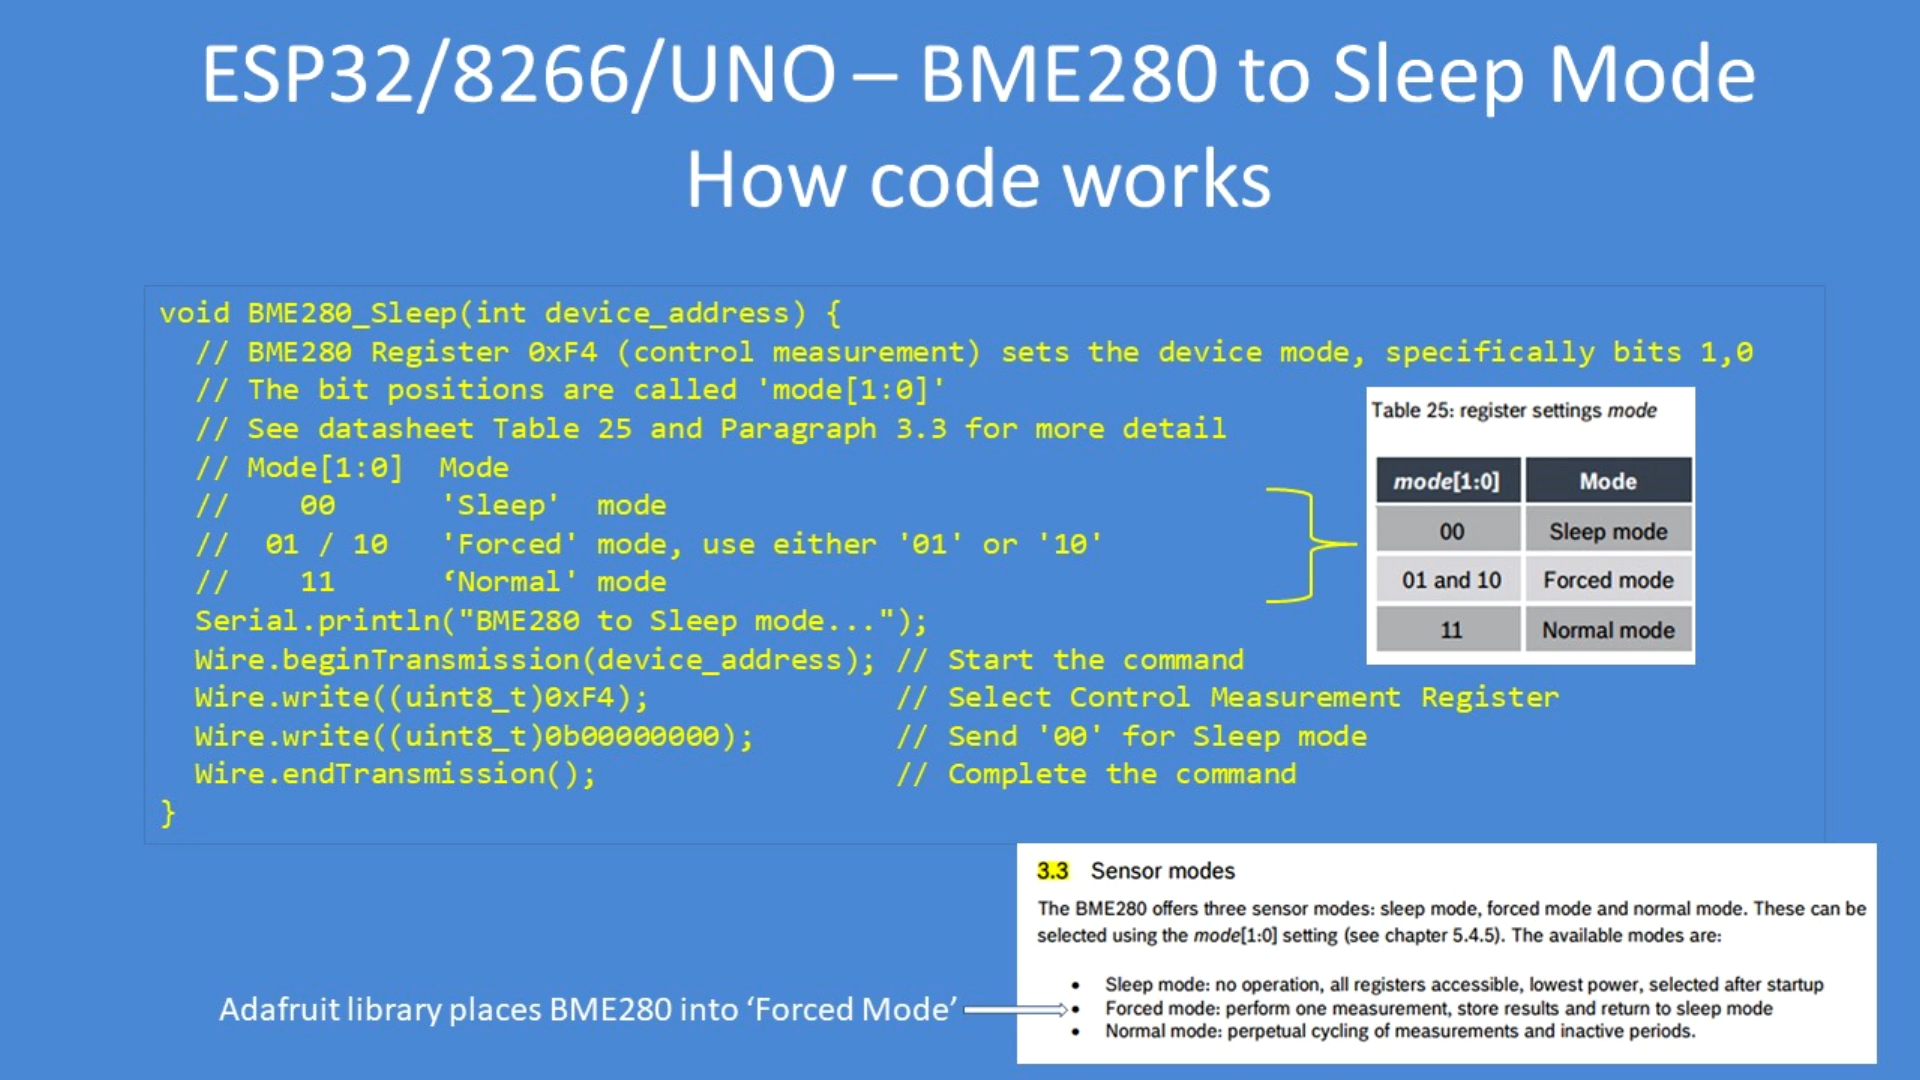 ESP32/8266/UNO – BME280 to Sleep Mode
How code works
void BME280_Sleep(int device_address) {
// BME280 Register 0xF4 (control measurement) sets the device mode, specifically bits 1,0
// The bit positions are called 'mode[1:0]'
// See datasheet Table 25 and Paragraph 3.3 for more detail
// Mode[1:0]  Mode
//    00      'Sleep'  mode
//  01 / 10   'Forced' mode, use either '01' or '10'
//    11      ‘Normal' mode
Serial.println("BME280 to Sleep mode...");
Wire.beginTransmission(device_address); // Start the command
Wire.write((uint8_t)0xF4);              // Select Control Measurement Register
Wire.write((uint8_t)0b00000000);        // Send '00' for Sleep mode
Wire.endTransmission();                 // Complete the command
}
Table 25: register settings mode
mode[1:0] Mode
00 Sleep mode
01 and 10 Forced mode
11 Normal mode
3.3 Sensor modes
The BME280 offers three sensor modes: sleep mode, forced mode and normal mode. These can be
selected using the mode[1:0] setting (see chapter 5.4.5). The available modes are:
• Sleep mode: no operation, all registers accessible, lowest power, selected after startup
• Forced mode: perform one measurement, store results and return to sleep mode
• Normal mode: perpetual cycling of measurements and inactive periods.
Adafruit library places BME280 into ‘Forced Mode’